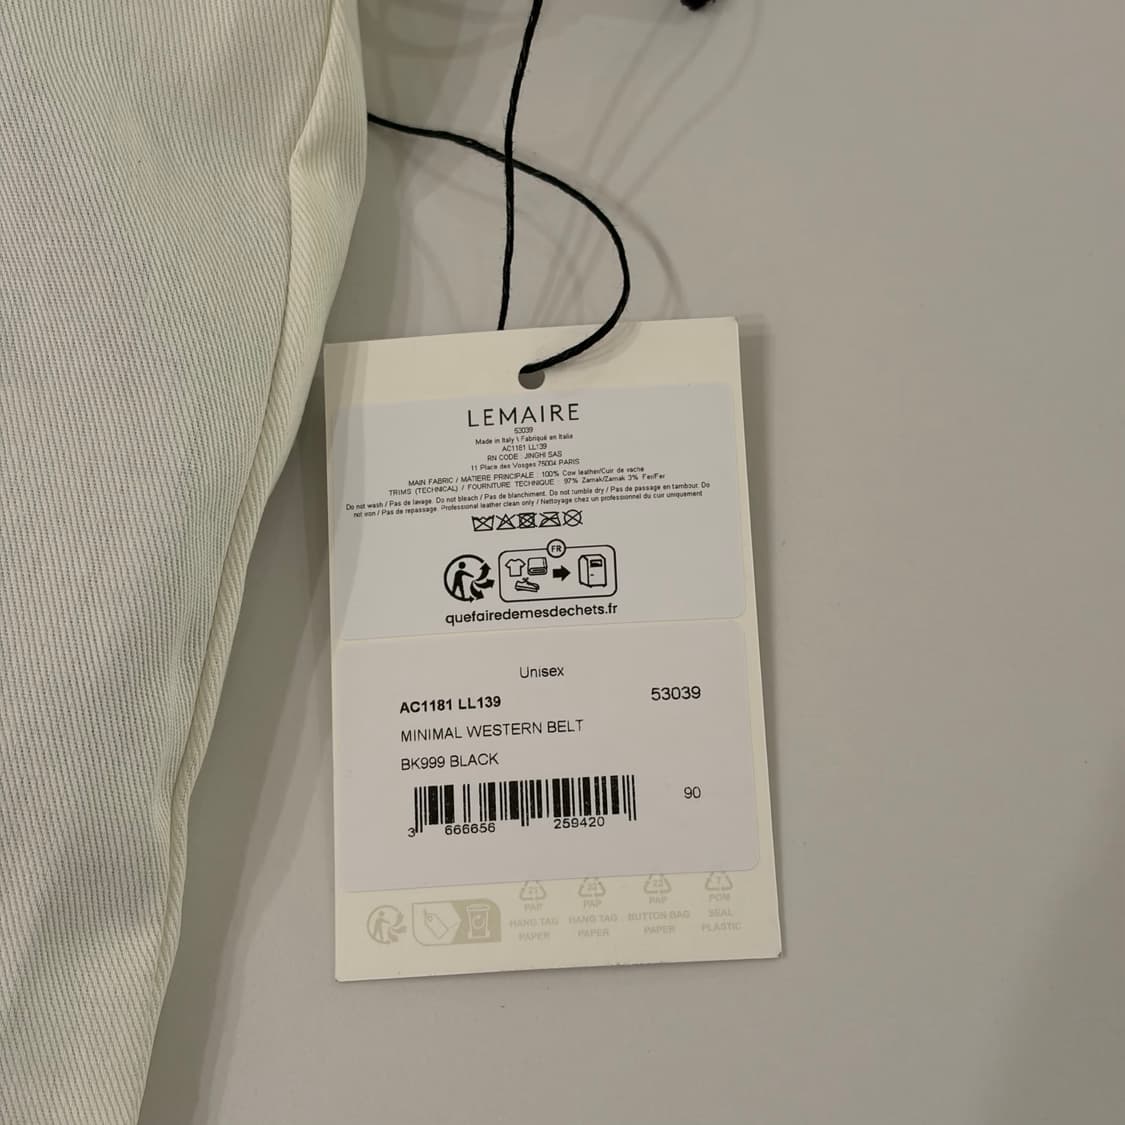 LEMAIRE
53039
Made in Italy \ Fabriqué en Italie
AC1181 LL139
RN CODE : JINGHI SAS
11 Place des Vosges 75004 PARIS
MAIN FABRIC / MATIERE PRINCIPALE : 100% Cow leather/Cuir de vache
TRIMS (TECHNICAL) / FOURNITURE TECHNIQUE : 97% Zamak/Zamak 3% Fer/Fer
Do not wash / Pas de lavage. Do not bleach / Pas de blanchiment. Do not tumble dry / Pas de passage en tambour. Do
not iron / Pas de repassage. Professional leather clean only / Nettoyage chez un professionnel du cuir uniquement
FR
quefairedemesdechets.fr
Unisex
AC1181 LL139 53039
MINIMAL WESTERN BELT
BK999 BLACK
90
3 666656 259420
21 22 22 7
PAP PAP PAP POM
HANG TAG HANG TAG BUTTON BAG SEAL
PAPER PAPER PAPER PLASTIC